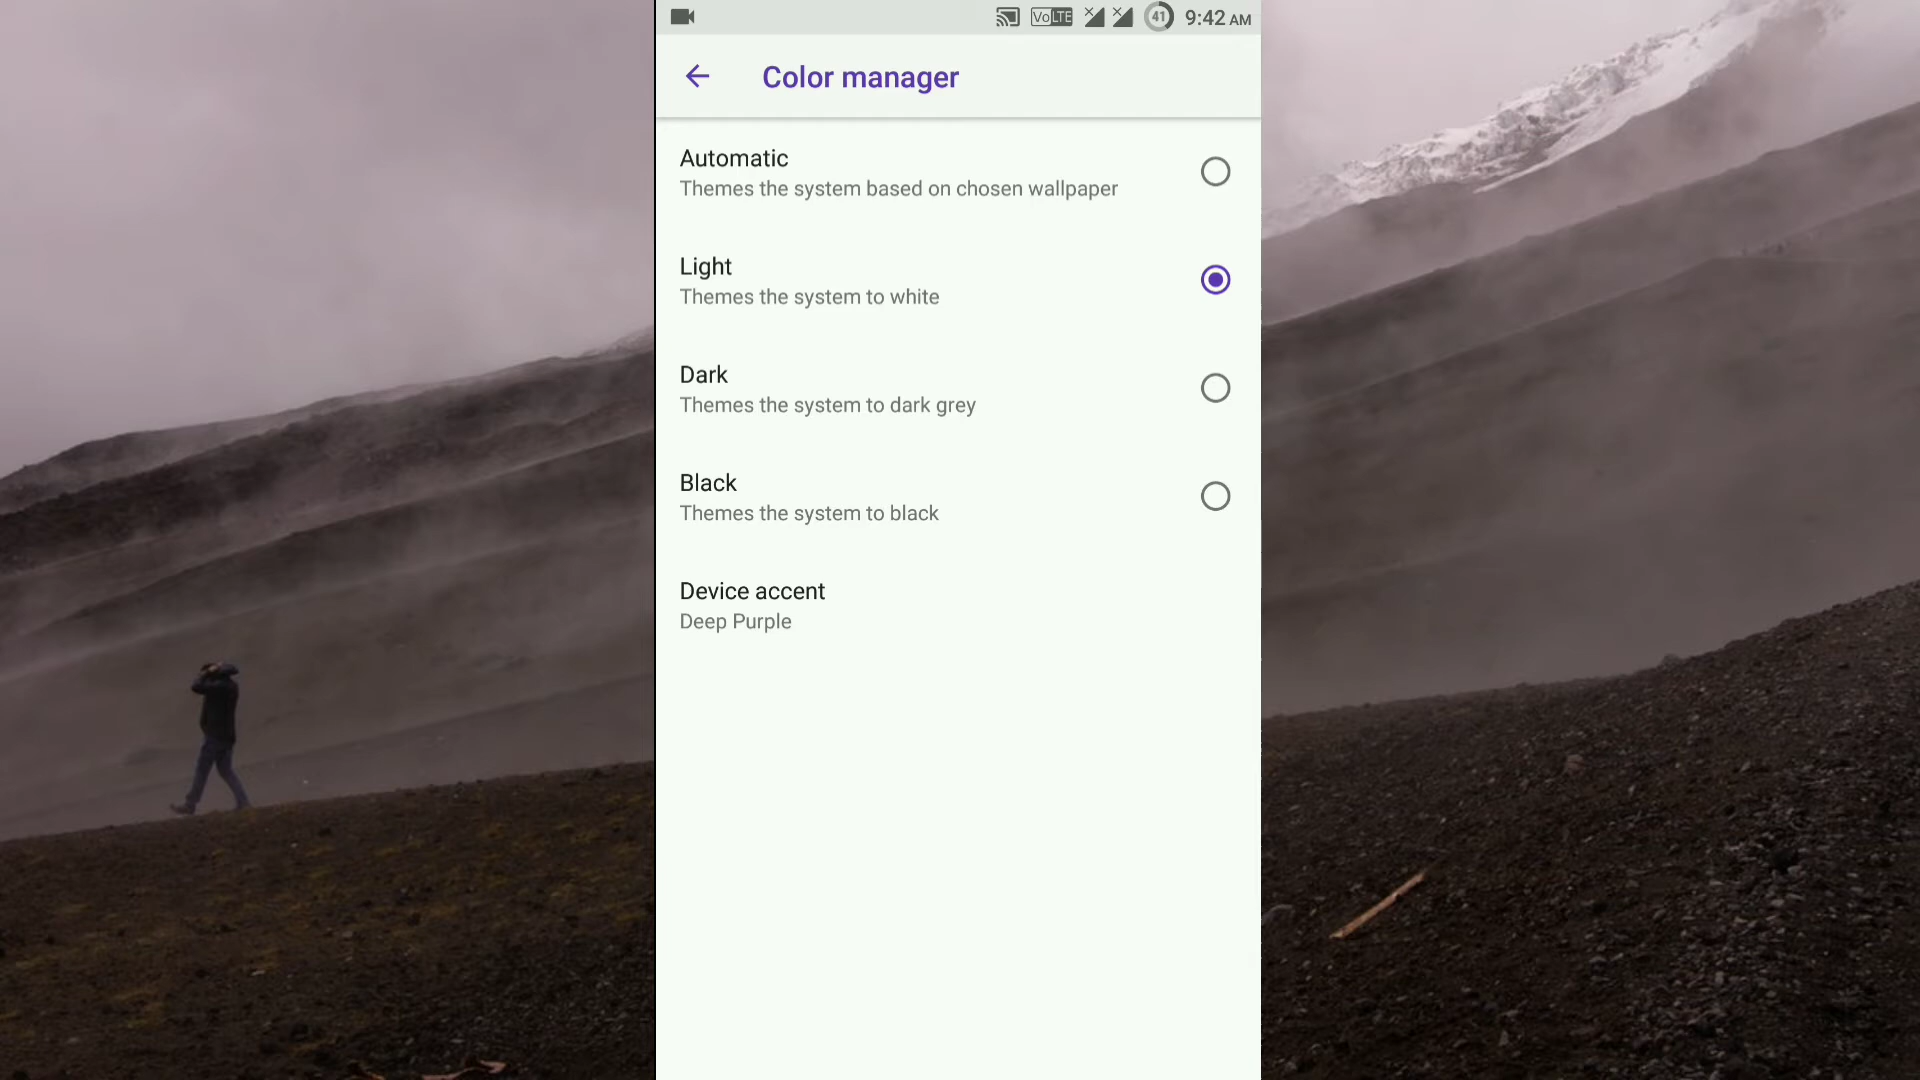 VoLTE 41 9:42 AM
Color manager
Automatic
Themes the system based on chosen wallpaper
Light
Themes the system to white
Dark
Themes the system to dark grey
Black
Themes the system to black
Device accent
Deep Purple